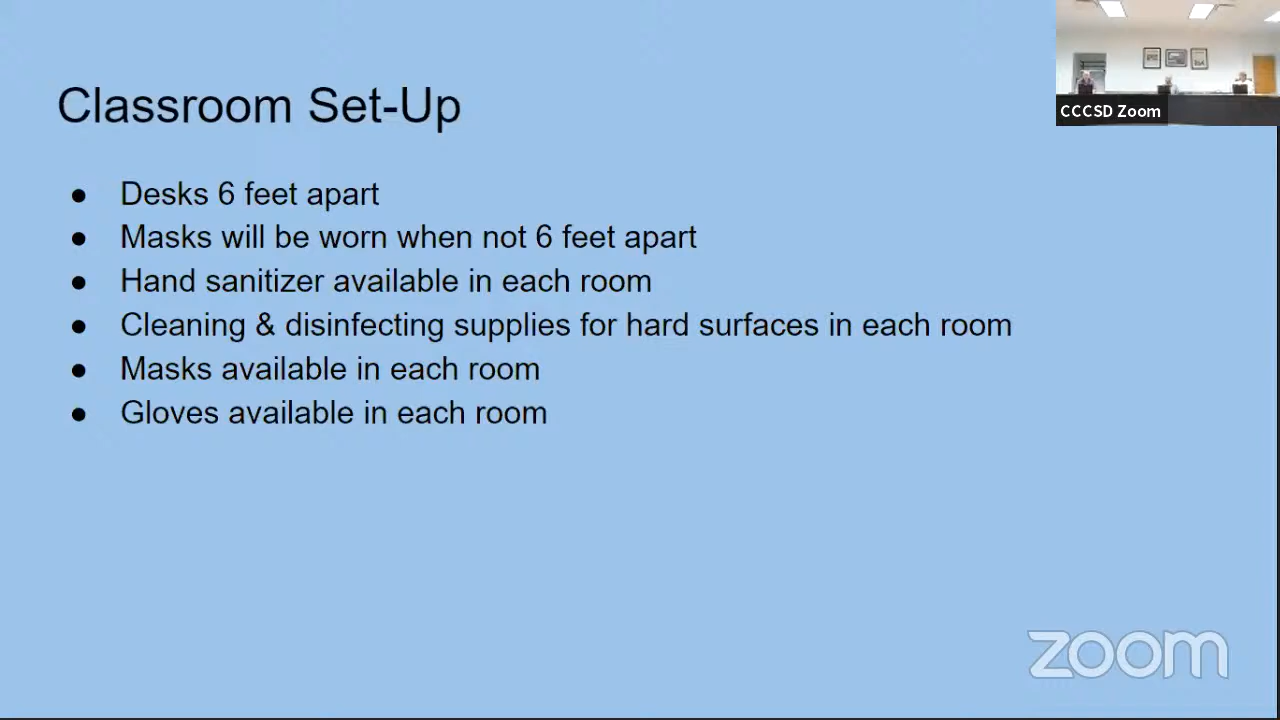 Classroom Set-Up
● Desks 6 feet apart
● Masks will be worn when not 6 feet apart
● Hand sanitizer available in each room
● Cleaning & disinfecting supplies for hard surfaces in each room
● Masks available in each room
● Gloves available in each room
CCCSD Zoom
zoom